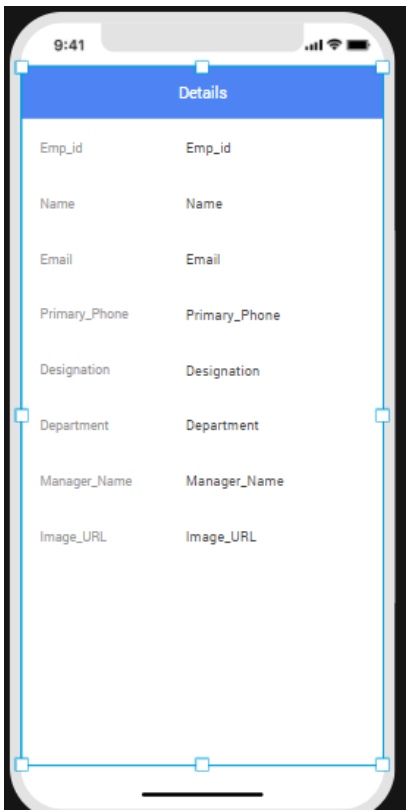 9:41
Details
Emp_id Emp_id
Name Name
Email Email
Primary_Phone Primary_Phone
Designation Designation
Department Department
Manager_Name Manager_Name
Image_URL Image_URL